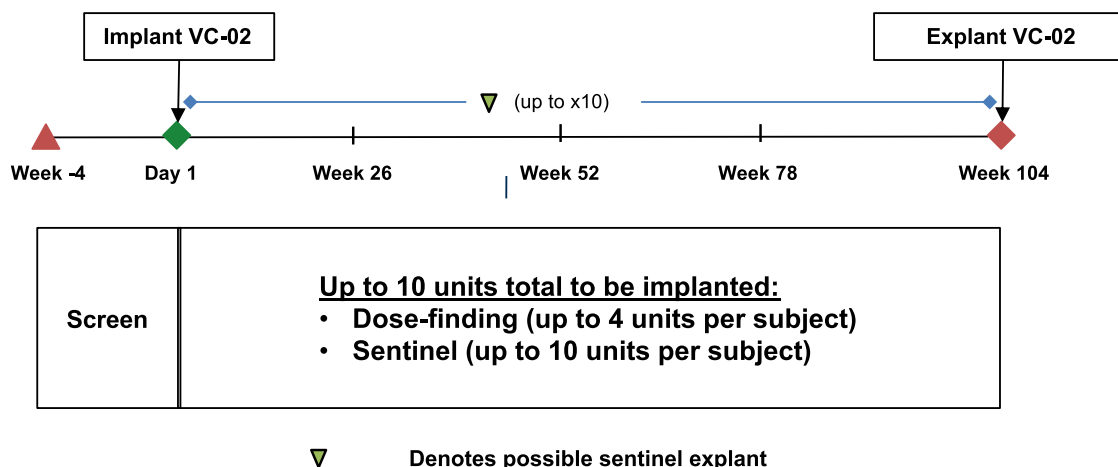 Implant VC-02
Explant VC-02
(up to x10)
Week -4
Day 1
Week 26
Week 52
Week 78
Week 104
Screen
Up to 10 units total to be implanted:
• Dose-finding (up to 4 units per subject)
• Sentinel (up to 10 units per subject)
Denotes possible sentinel explant